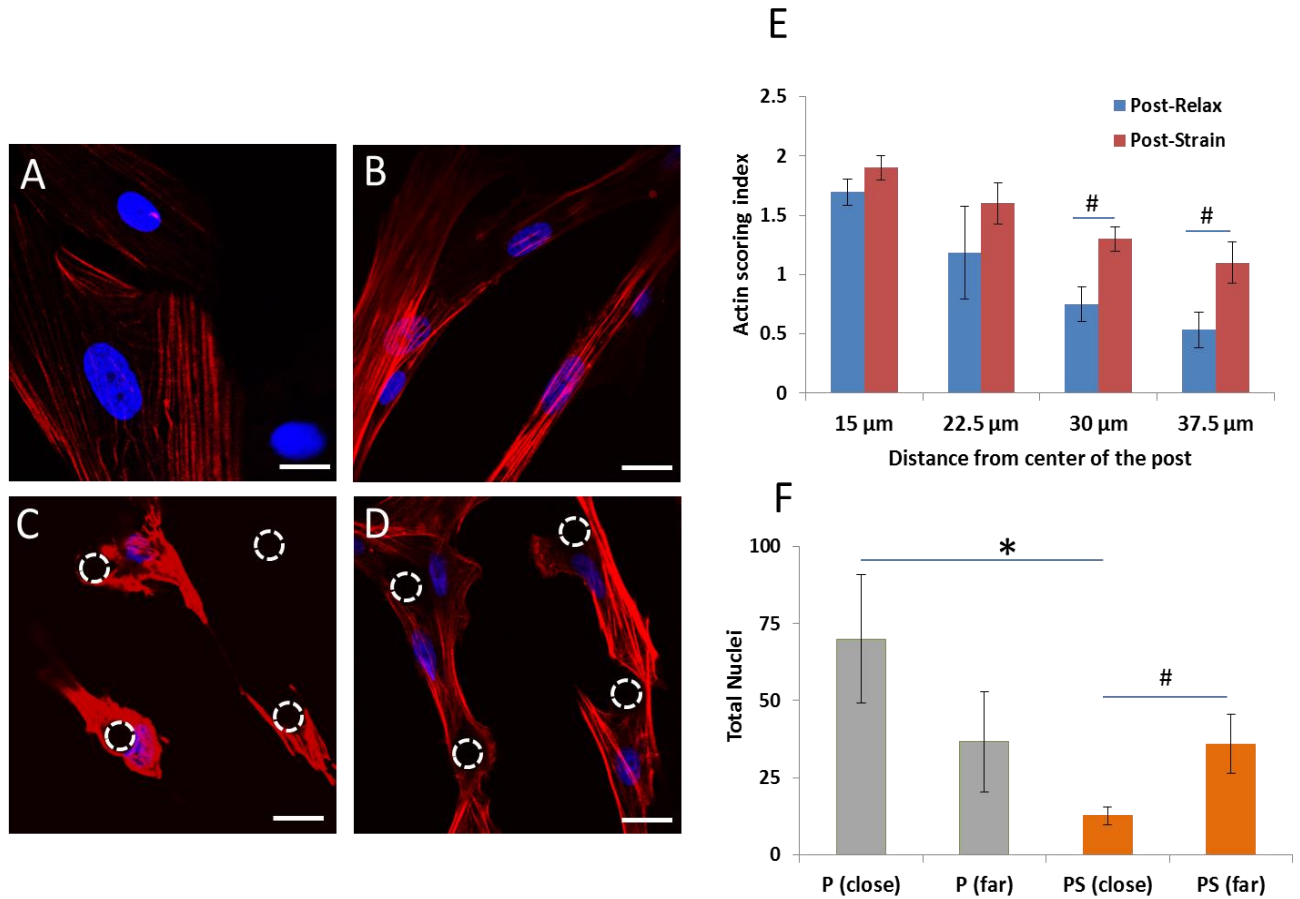 A
B
C
D
E
2.5
2
1.5
1
0.5
0
Actin scoring index
Post-Relax
Post-Strain
#
#
15 µm 22.5 µm 30 µm 37.5 µm
Distance from center of the post
F
100
75
50
25
0
Total Nuclei
*
#
P (close) P (far) PS (close) PS (far)